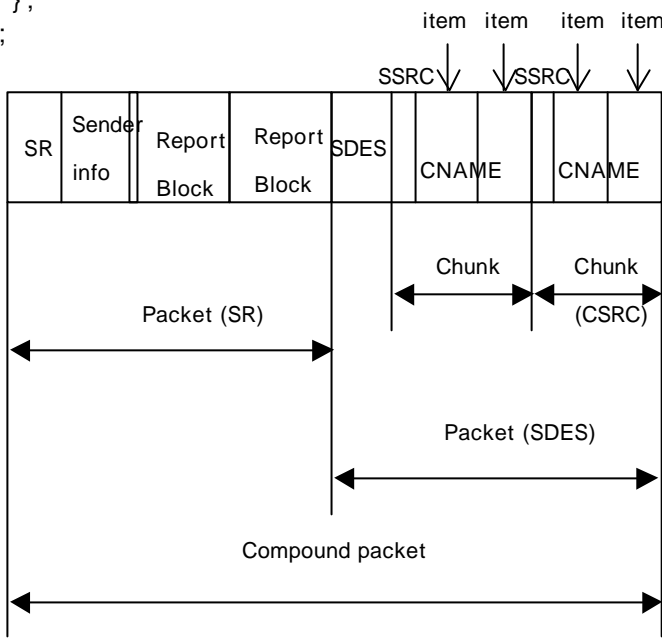 };
;
item item item item
SSRC SSRC
SR Sender info Report Block Report Block SDES CNAME CNAME
Chunk Chunk
(CSRC)
Packet (SR)
Packet (SDES)
Compound packet